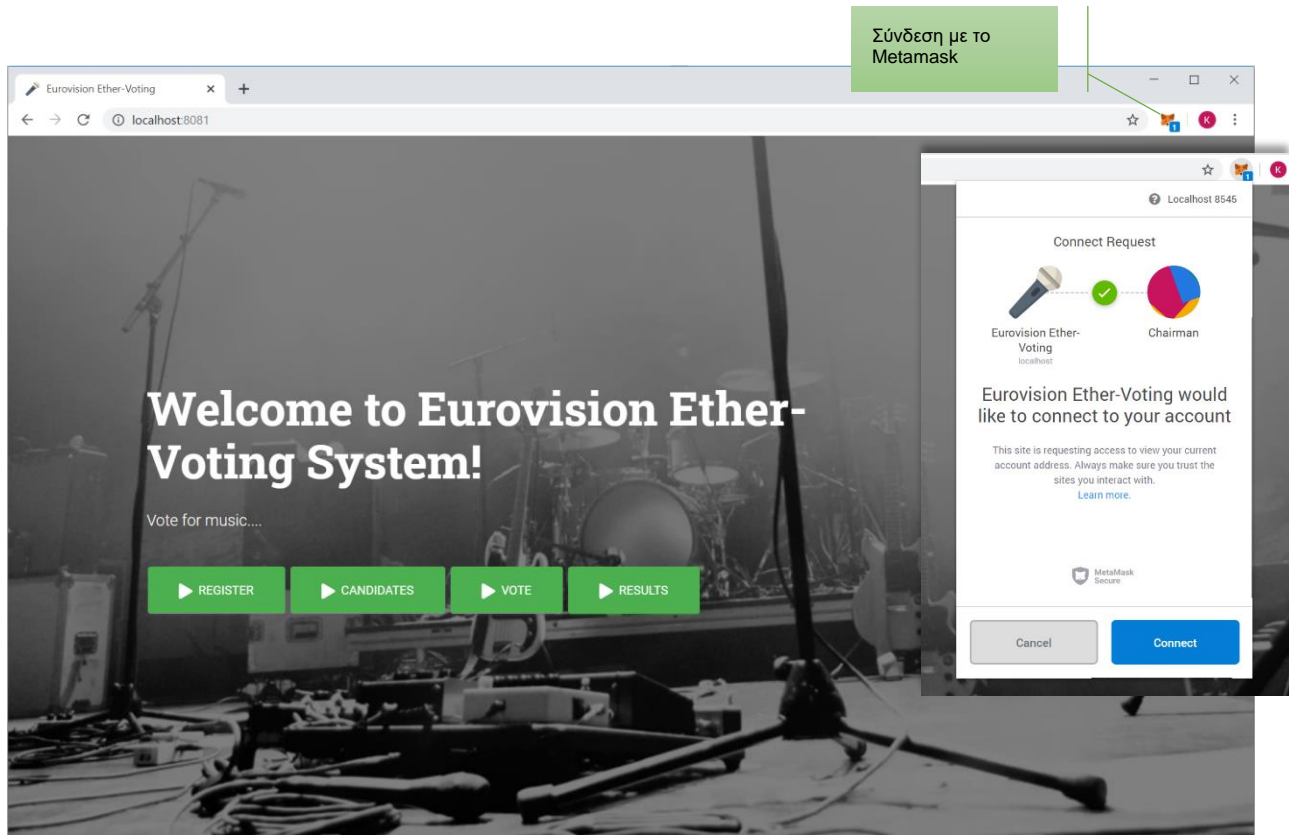 Σύνδεση με το
Metamask
Eurovision Ether-Voting
localhost:8081
1
K
1
K
Localhost 8545
Connect Request
Eurovision Ether-
Voting
localhost
Chairman
Eurovision Ether-Voting would
like to connect to your account
This site is requesting access to view your current
account address. Always make sure you trust the
sites you interact with.
Learn more.
MetaMask
Secure
Cancel
Connect
Welcome to Eurovision Ether-
Voting System!
Vote for music....
REGISTER
CANDIDATES
VOTE
RESULTS